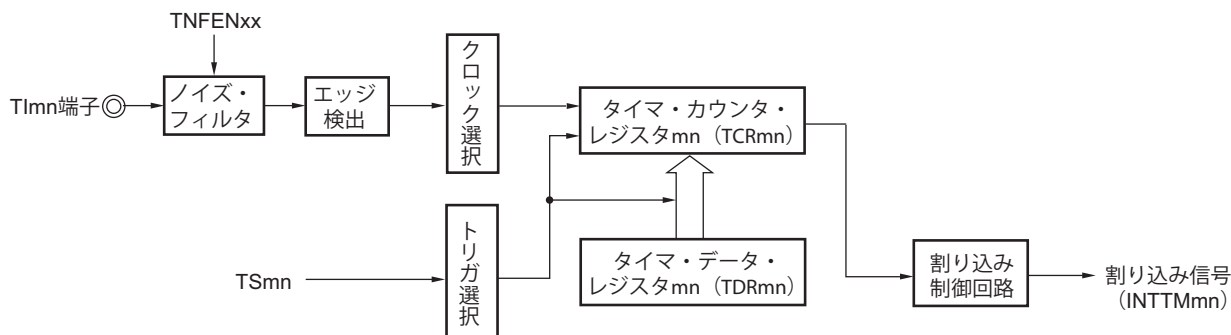 TNFENxx
TImn端子
ノイズ・
フィルタ
エッジ
検出
クロック選択
タイマ・カウンタ・
レジスタmn（TCRmn）
TSmn
トリガ選択
タイマ・データ・
レジスタmn（TDRmn）
割り込み
制御回路
割り込み信号
（INTTMmn）